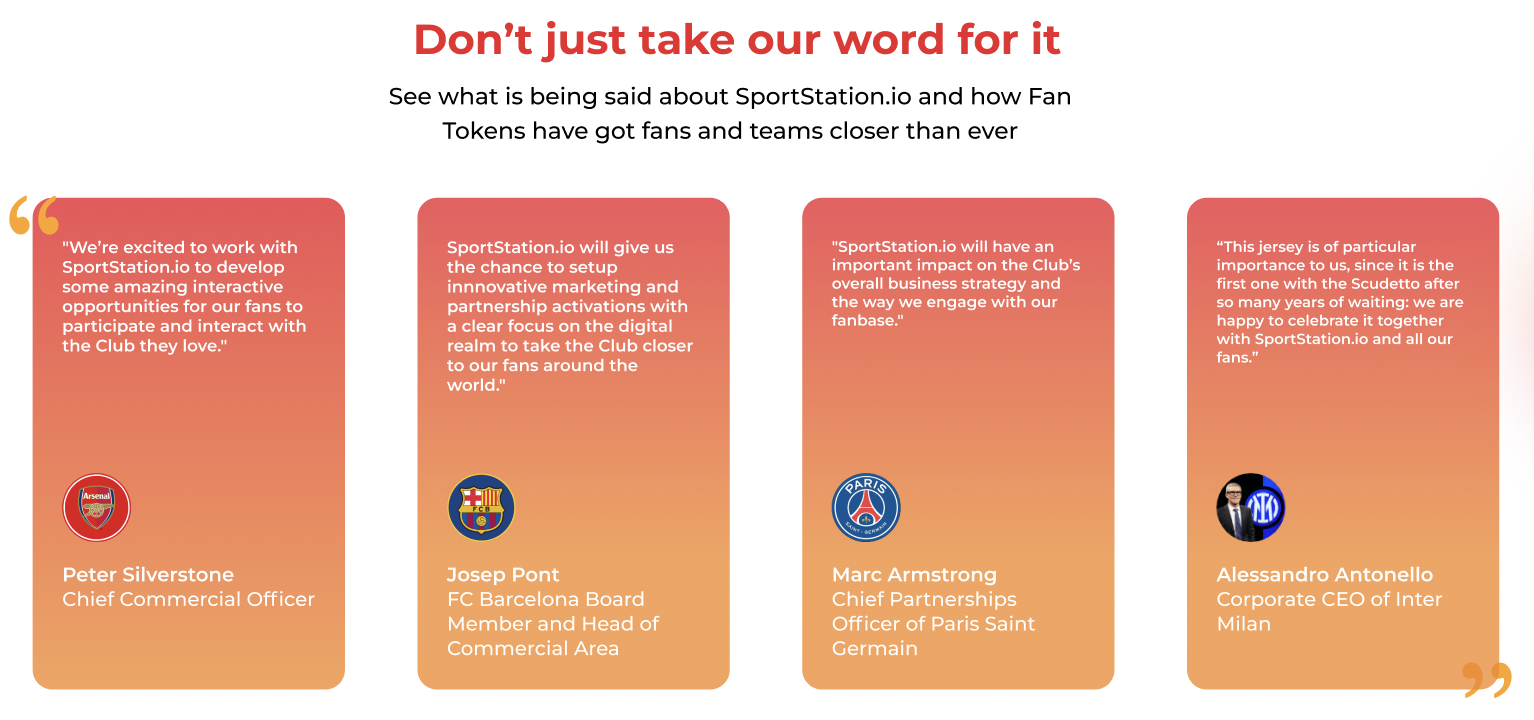 Don’t just take our word for it
See what is being said about SportStation.io and how Fan
Tokens have got fans and teams closer than ever
“
"We’re excited to work with
SportStation.io to develop
some amazing interactive
opportunities for our fans to
participate and interact with
the Club they love."
Arsenal
Peter Silverstone
Chief Commercial Officer
SportStation.io will give us
the chance to setup
innnovative marketing and
partnership activations with
a clear focus on the digital
realm to take the Club closer
to our fans around the
world."
FCB
Josep Pont
FC Barcelona Board
Member and Head of
Commercial Area
"SportStation.io will have an
important impact on the Club’s
overall business strategy and
the way we engage with our
fanbase."
PARIS
SAINT-GERMAIN
Marc Armstrong
Chief Partnerships
Officer of Paris Saint
Germain
“This jersey is of particular
importance to us, since it is the
first one with the Scudetto after
so many years of waiting: we are
happy to celebrate it together
with SportStation.io and all our
fans.”
Alessandro Antonello
Corporate CEO of Inter
Milan
”